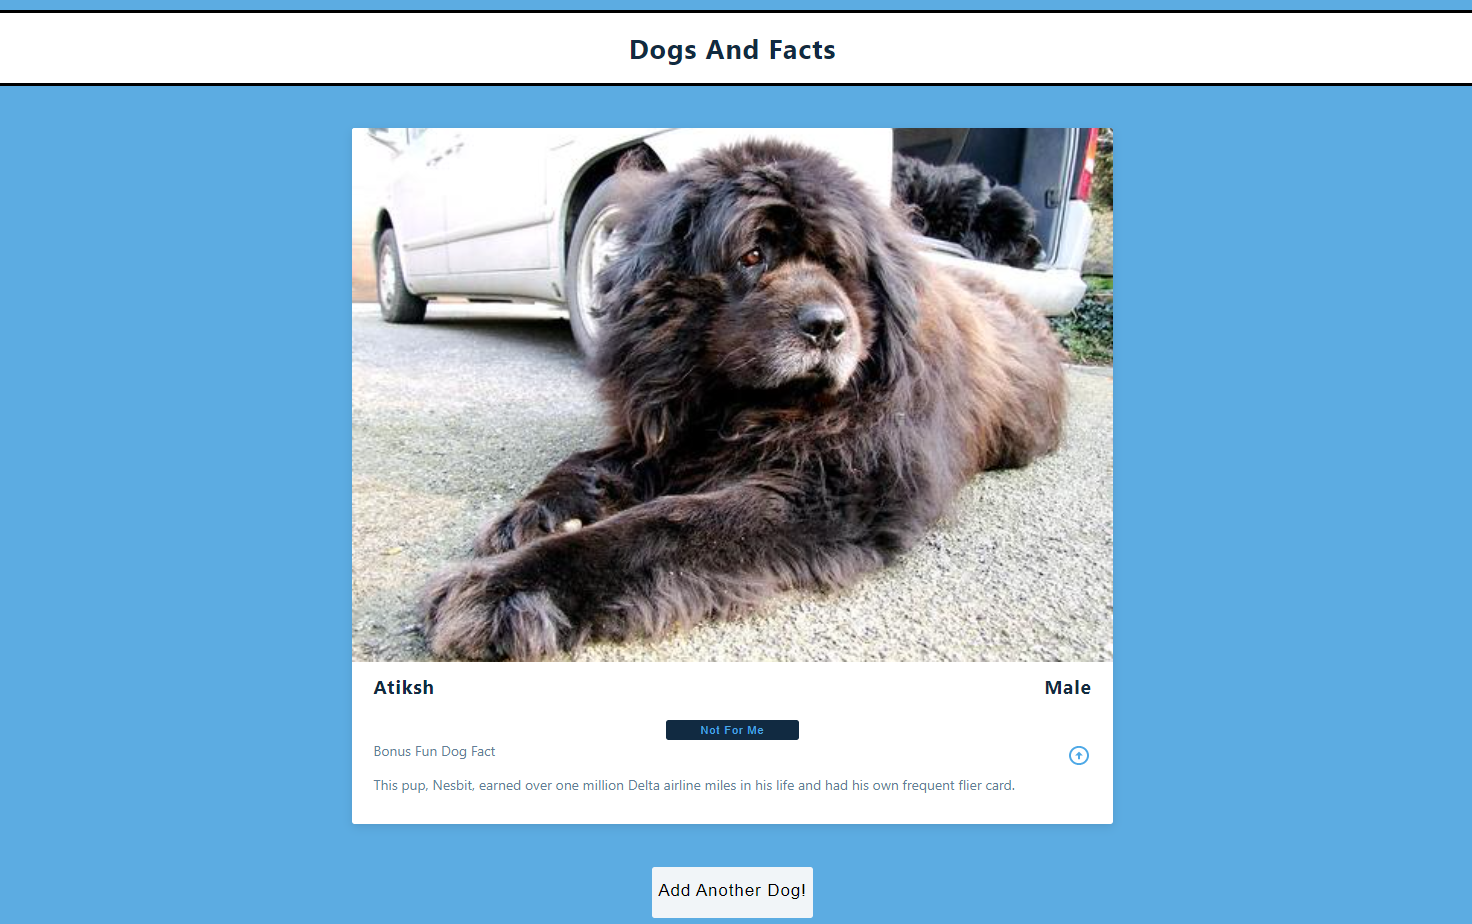 Dogs And Facts
Atiksh
Male
Not For Me
Bonus Fun Dog Fact
This pup, Nesbit, earned over one million Delta airline miles in his life and had his own frequent flier card.
Add Another Dog!